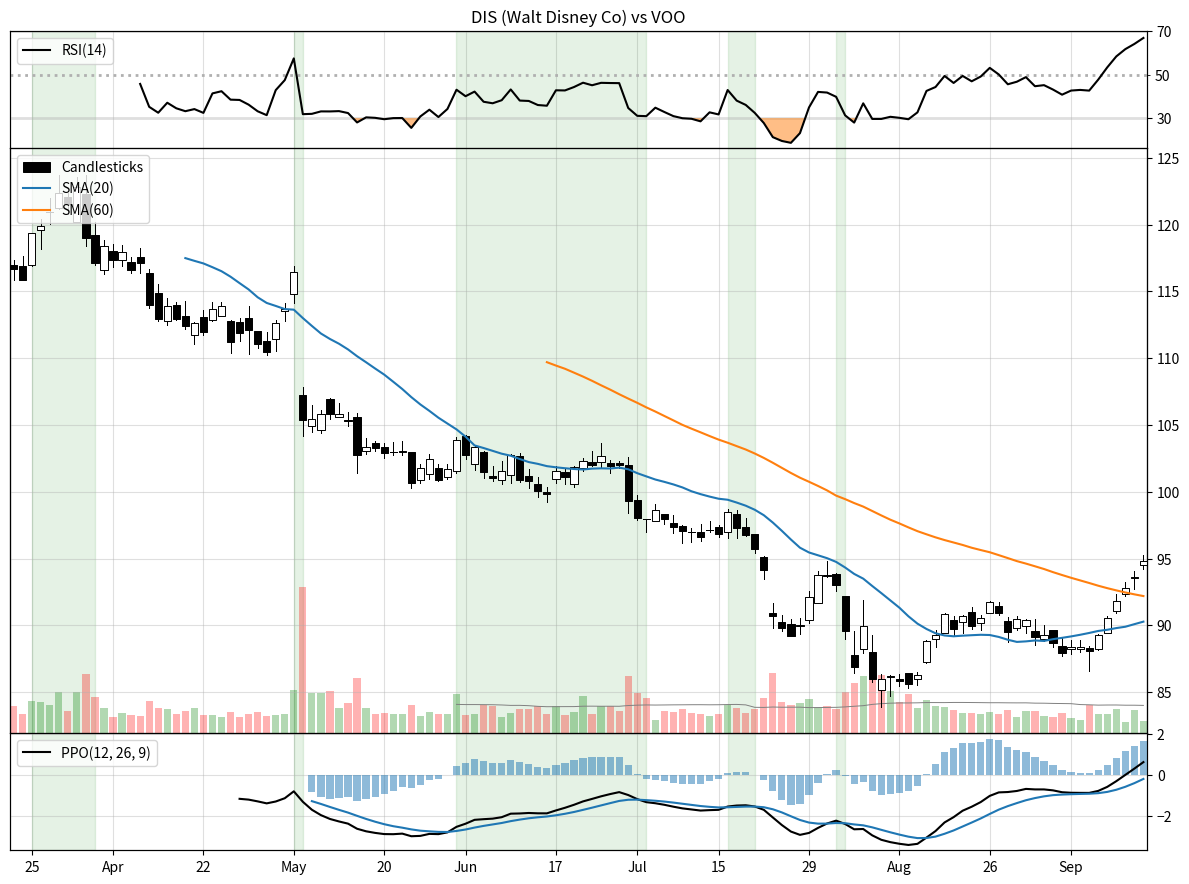 DIS (Walt Disney Co) vs VOO
RSI(14)
70
50
30
Candlesticks
SMA(20)
SMA(60)
125
120
115
110
105
100
95
90
85
PPO(12, 26, 9)
2
0
−2
25 Apr 22 May 20 Jun 17 Jul 15 29 Aug 26 Sep